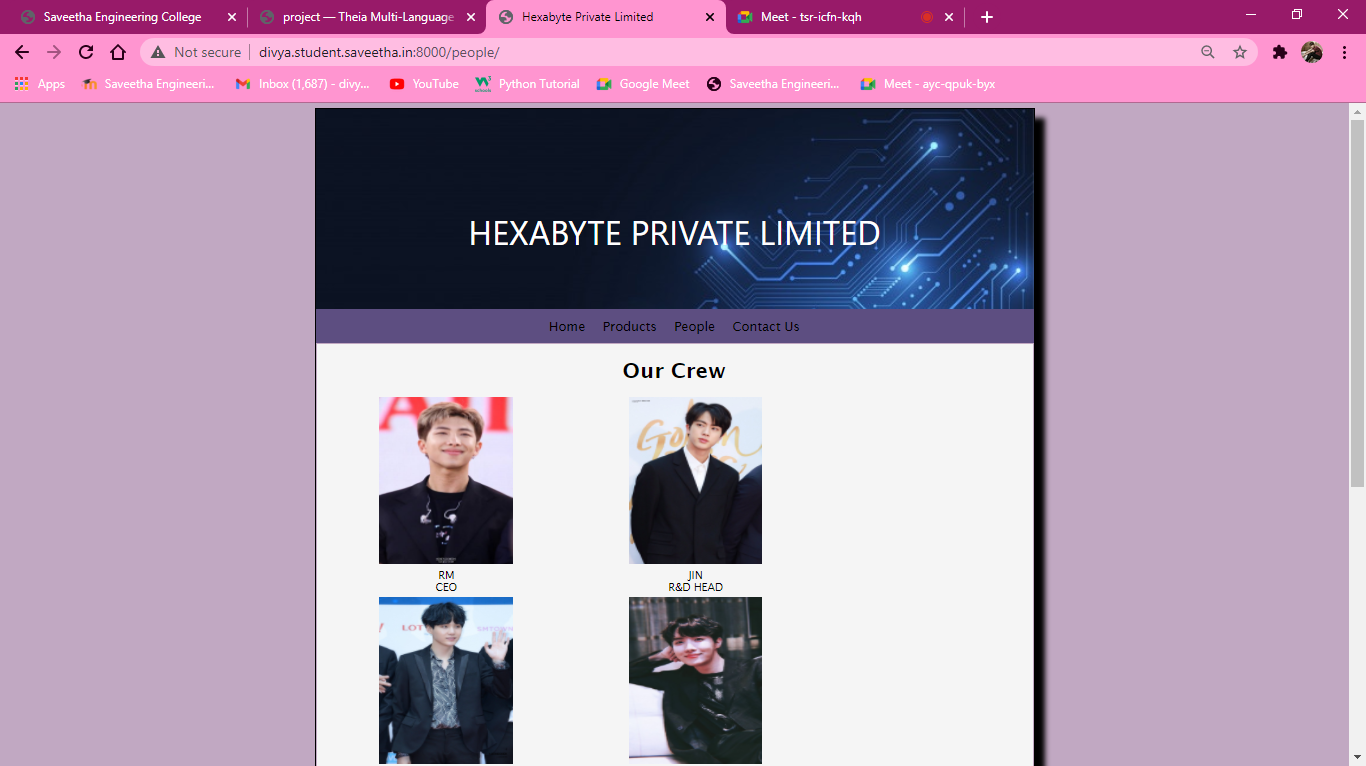 Saveetha Engineering College
project — Theia Multi-Language
Hexabyte Private Limited
Meet - tsr-icfn-kqh
Not secure
divya.student.saveetha.in:8000/people/
Apps
Saveetha Engineeri...
Inbox (1,687) - divy...
YouTube
Python Tutorial
Google Meet
Saveetha Engineeri...
Meet - ayc-qpuk-byx
HEXABYTE PRIVATE LIMITED
Home Products People Contact Us
Our Crew
RM
CEO
JIN
R&D HEAD